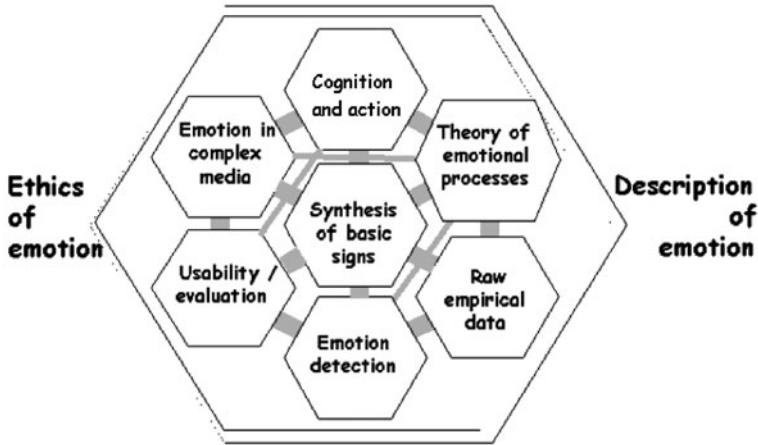 Cognition
and action
Emotion in
complex
media
Theory of
emotional
processes
Ethics
of
emotion
Synthesis
of basic
signs
Description
of
emotion
Usability /
evaluation
Raw
empirical
data
Emotion
detection